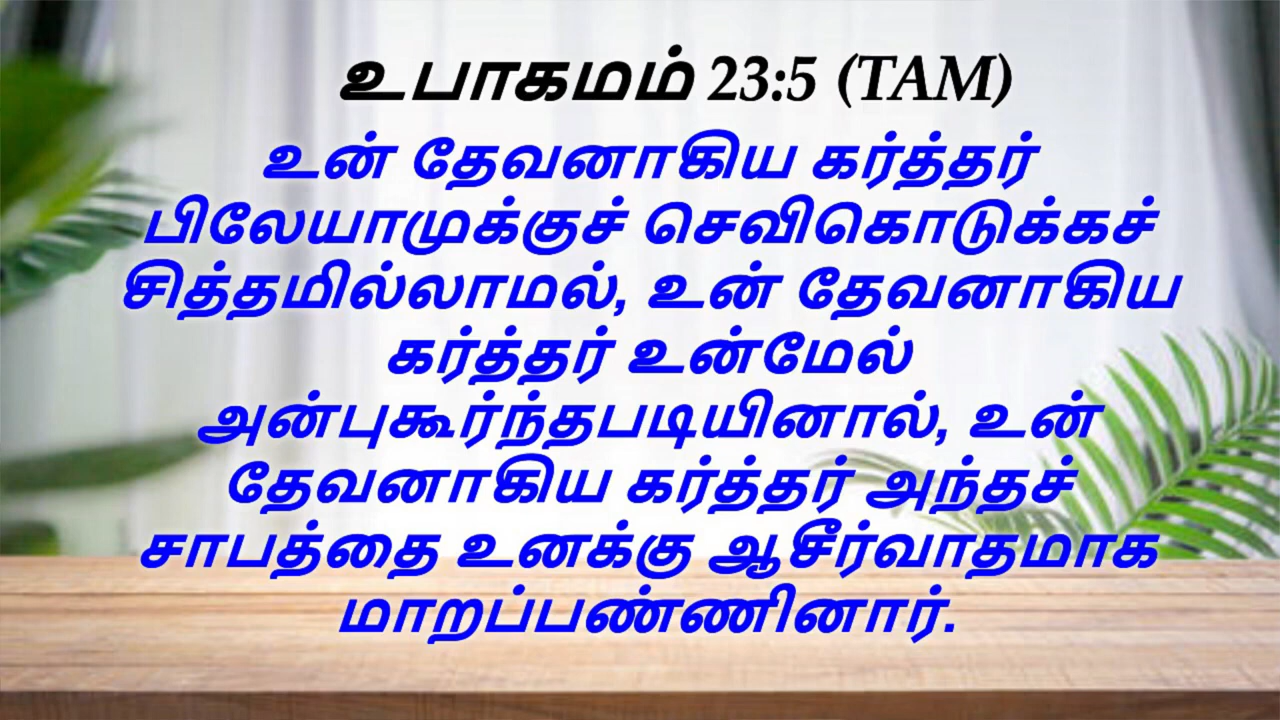 உபாகமம் 23:5 (TAM)
உன் தேவனாகிய கர்த்தர்
பிலேயாமுக்குச் செவிகொடுக்கச்
சித்தமில்லாமல், உன் தேவனாகிய
கர்த்தர் உன்மேல்
அன்புகூர்ந்தபடியினால், உன்
தேவனாகிய கர்த்தர் அந்தச்
சாபத்தை உனக்கு ஆசீர்வாதமாக
மாறப்பண்ணினார்.